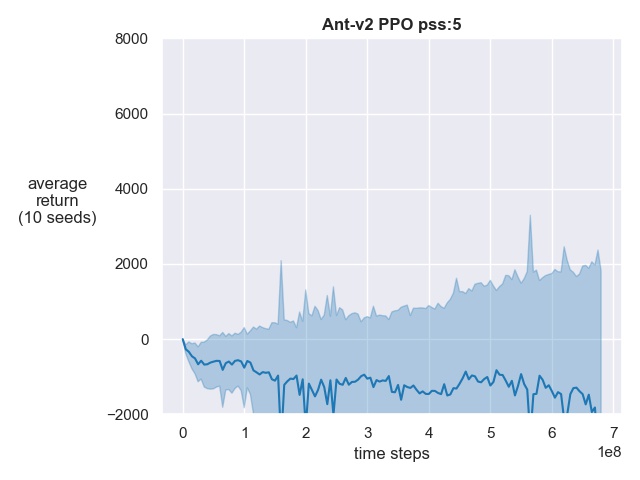 Ant-v2 PPO pss:5
8000
6000
4000
2000
0
−2000
average
return
(10 seeds)
0 1 2 3 4 5 6 7
time steps
1e8